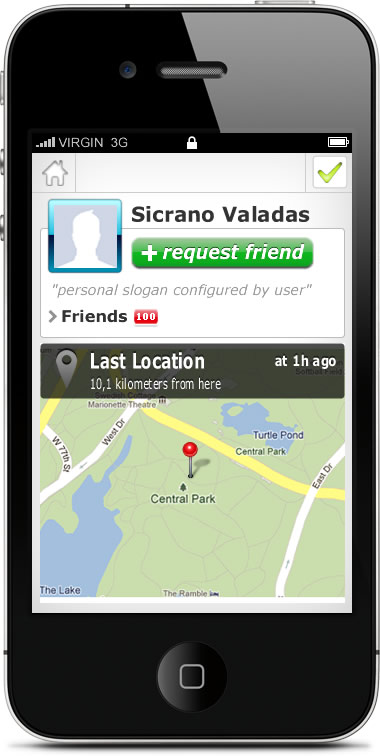 VIRGIN 3G
Sicrano Valadas
+ request friend
"personal slogan configured by user"
Friends 100
Last Location
at 1h ago
10,1 kilometers from here
Swedish Cottage
Marionette Theatre
W 77th St
West Dr
Turtle Pond
Central Park
East Dr
Central Park
The Lake
The Ramble